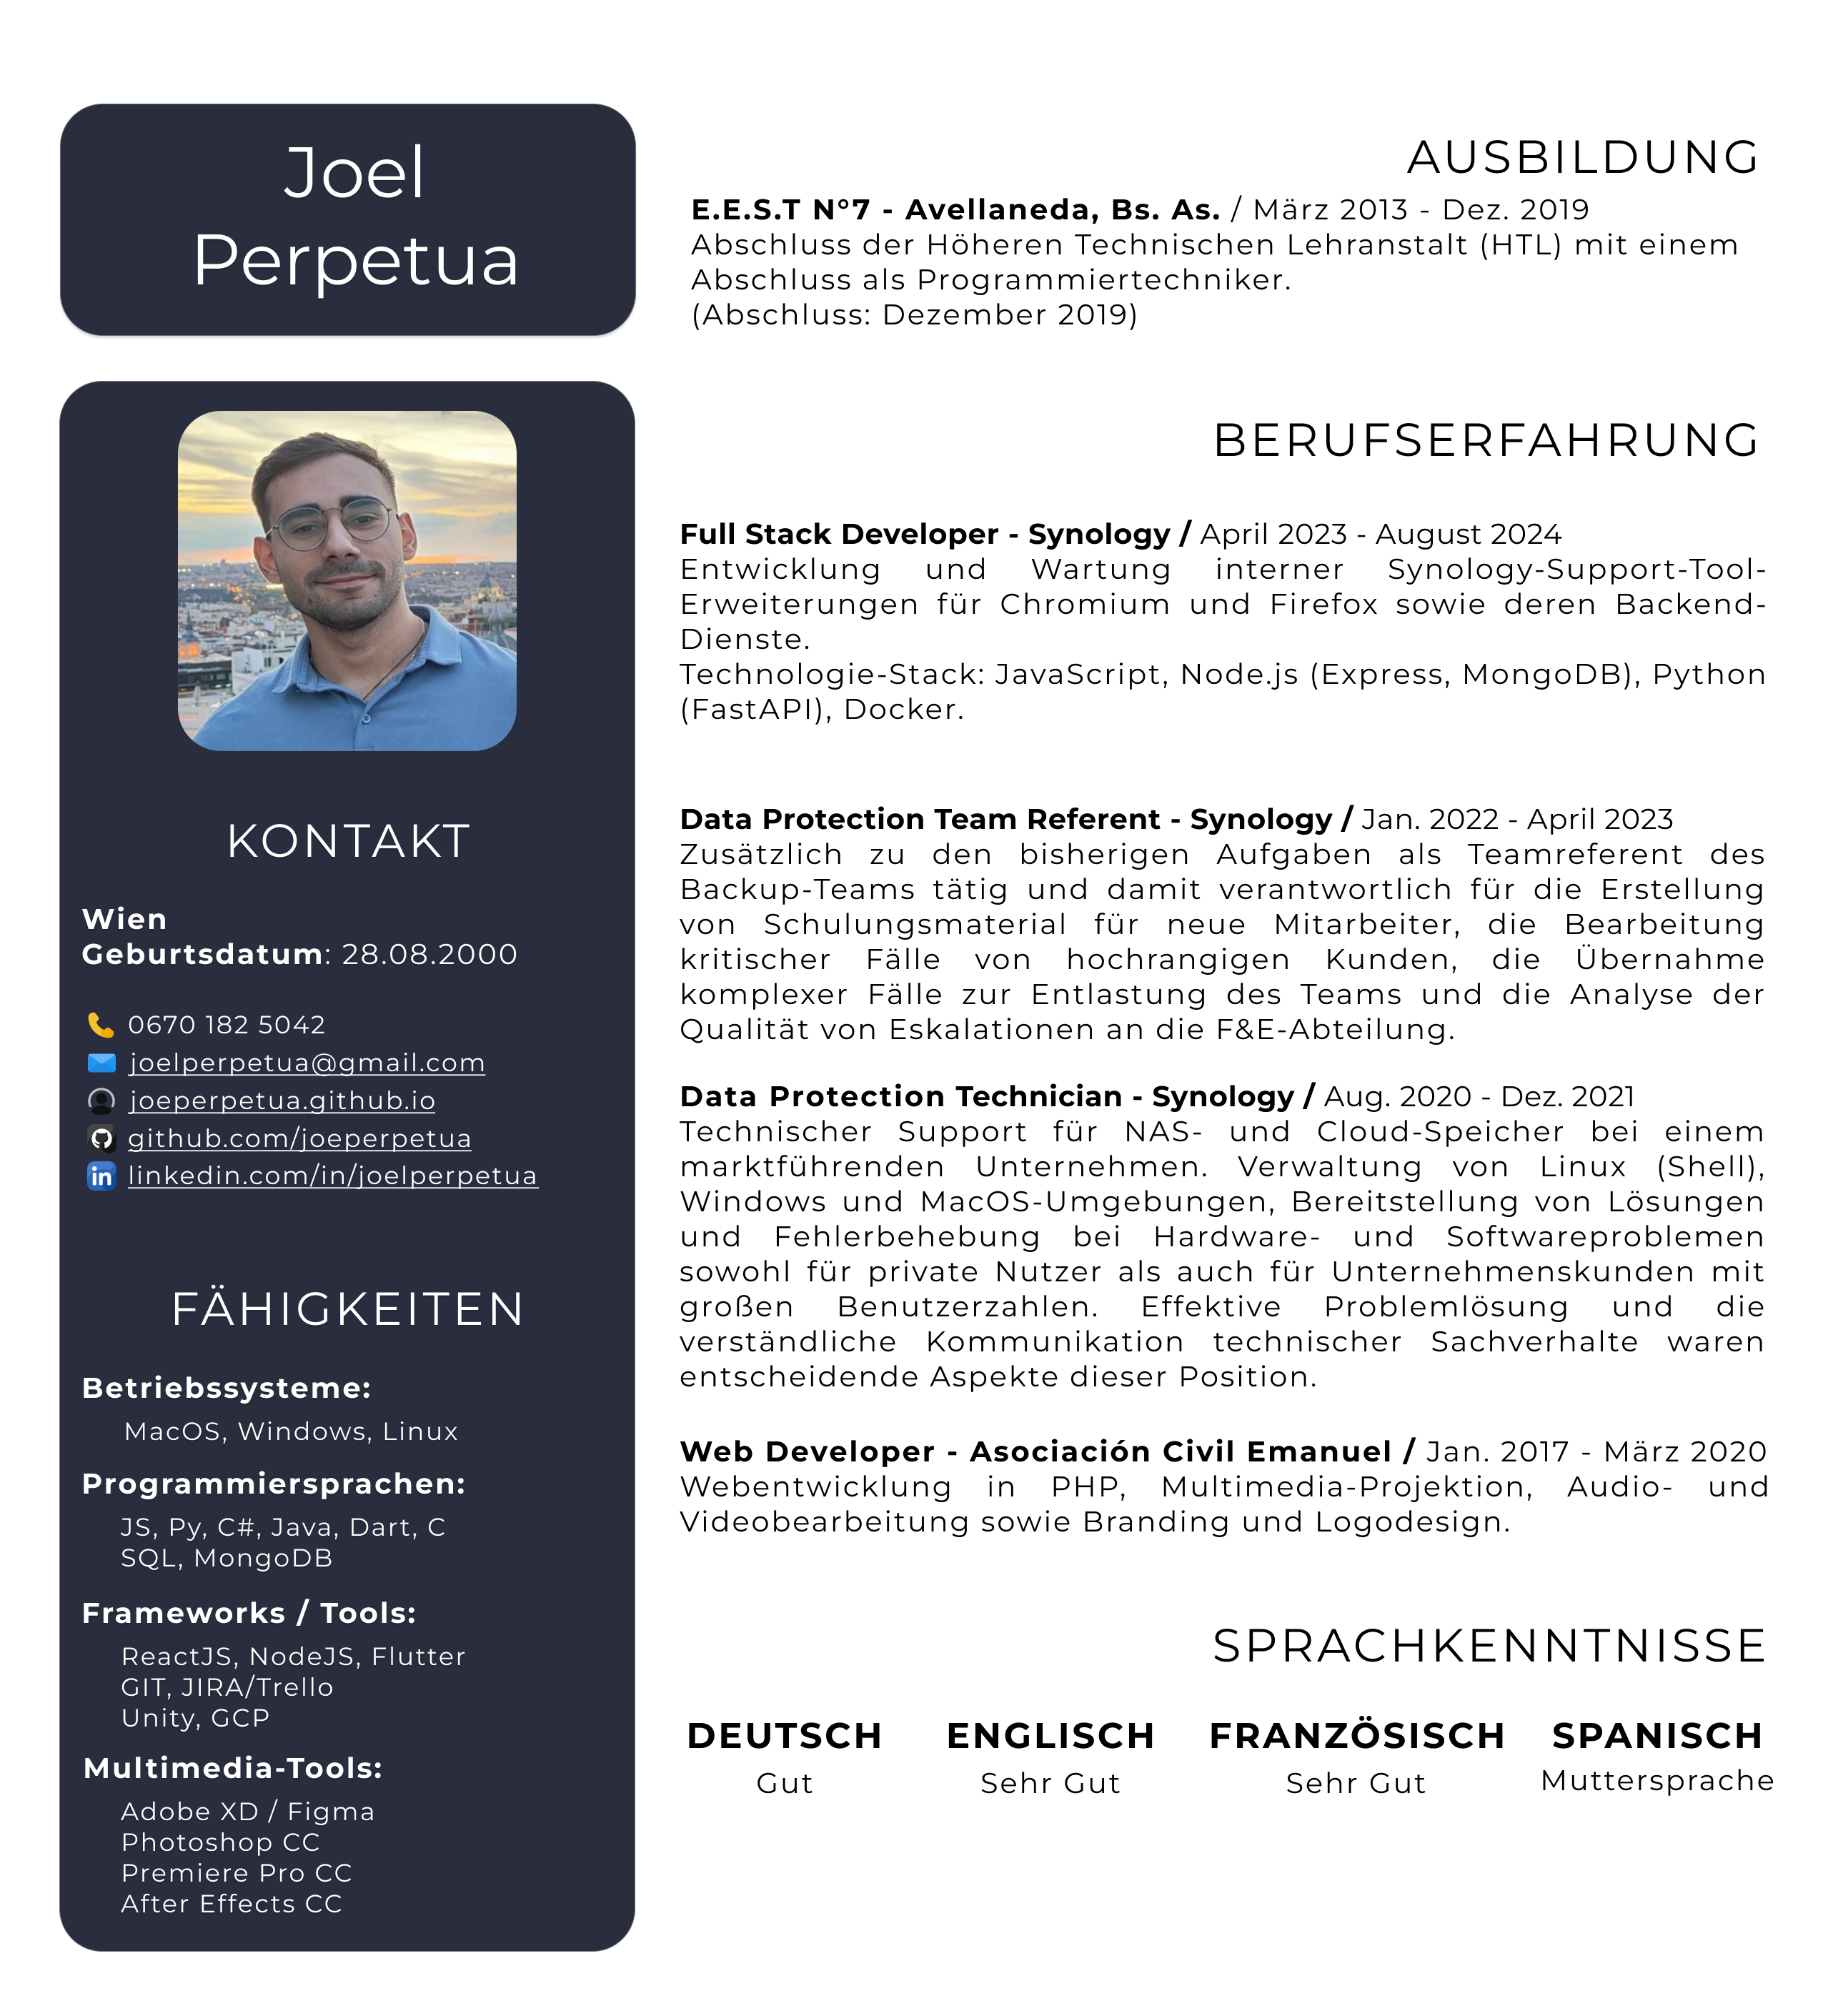 Joel
Perpetua
KONTAKT
Wien
Geburtsdatum: 28.08.2000
0670 182 5042
joelperpetua@gmail.com
joeperpetua.github.io
github.com/joeperpetua
in linkedin.com/in/joelperpetua
FÄHIGKEITEN
Betriebssysteme:
MacOS, Windows, Linux
Programmiersprachen:
JS, Py, C#, Java, Dart, C
SQL, MongoDB
Frameworks / Tools:
ReactJS, NodeJS, Flutter
GIT, JIRA/Trello
Unity, GCP
Multimedia-Tools:
Adobe XD / Figma
Photoshop CC
Premiere Pro CC
After Effects CC
AUSBILDUNG
E.E.S.T N°7 - Avellaneda, Bs. As. / März 2013 - Dez. 2019
Abschluss der Höheren Technischen Lehranstalt (HTL) mit einem
Abschluss als Programmiertechniker.
(Abschluss: Dezember 2019)
BERUFSERFAHRUNG
Full Stack Developer - Synology / April 2023 - August 2024
Entwicklung und Wartung interner Synology-Support-Tool-
Erweiterungen für Chromium und Firefox sowie deren Backend-
Dienste.
Technologie-Stack: JavaScript, Node.js (Express, MongoDB), Python
(FastAPI), Docker.
Data Protection Team Referent - Synology / Jan. 2022 - April 2023
Zusätzlich zu den bisherigen Aufgaben als Teamreferent des
Backup-Teams tätig und damit verantwortlich für die Erstellung
von Schulungsmaterial für neue Mitarbeiter, die Bearbeitung
kritischer Fälle von hochrangigen Kunden, die Übernahme
komplexer Fälle zur Entlastung des Teams und die Analyse der
Qualität von Eskalationen an die F&E-Abteilung.
Data Protection Technician - Synology / Aug. 2020 - Dez. 2021
Technischer Support für NAS- und Cloud-Speicher bei einem
marktführenden Unternehmen. Verwaltung von Linux (Shell),
Windows und MacOS-Umgebungen, Bereitstellung von Lösungen
und Fehlerbehebung bei Hardware- und Softwareproblemen
sowohl für private Nutzer als auch für Unternehmenskunden mit
großen Benutzerzahlen. Effektive Problemlösung und die
verständliche Kommunikation technischer Sachverhalte waren
entscheidende Aspekte dieser Position.
Web Developer - Asociación Civil Emanuel / Jan. 2017 - März 2020
Webentwicklung in PHP, Multimedia-Projektion, Audio- und
Videobearbeitung sowie Branding und Logodesign.
SPRACHKENNTNISSE
DEUTSCH ENGLISCH FRANZÖSISCH SPANISCH
Gut Sehr Gut Sehr Gut Muttersprache